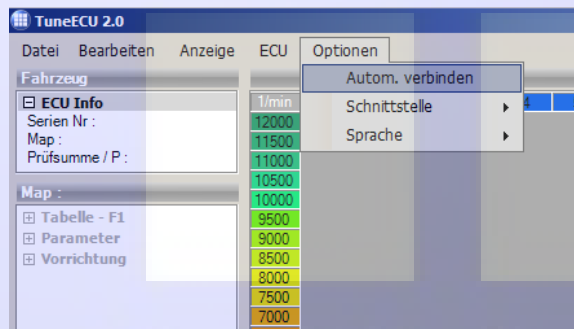 TuneECU 2.0
Datei Bearbeiten Anzeige ECU Optionen
Autom. verbinden
Schnittstelle
Sprache
Fahrzeug
ECU Info
Serien Nr :
Map :
Prüfsumme / P :
Map :
Tabelle - F1
Parameter
Vorrichtung
1/min
4
12000
11500
11000
10500
10000
9500
9000
8500
8000
7500
7000